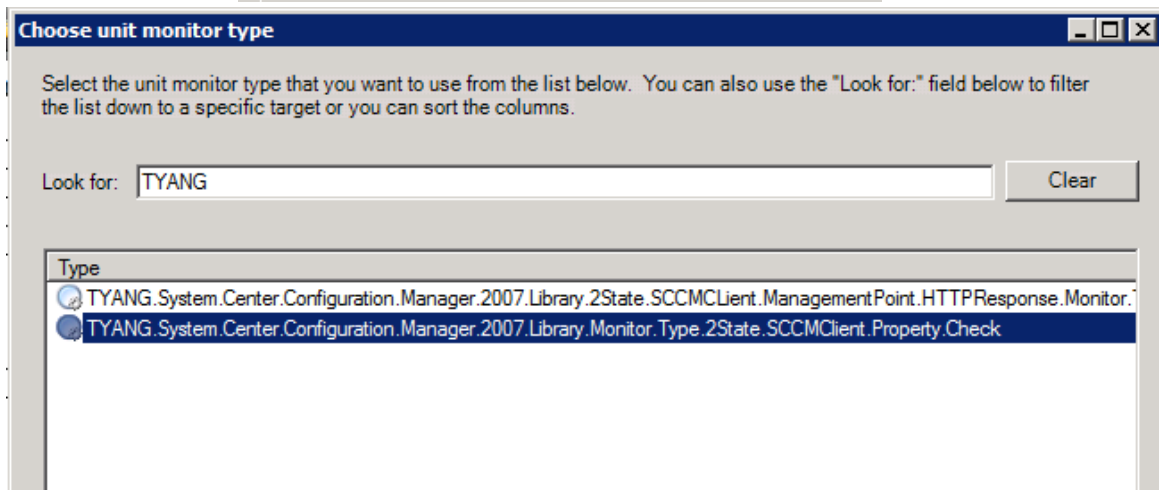 Choose unit monitor type
Select the unit monitor type that you want to use from the list below.  You can also use the "Look for:" field below to filter
the list down to a specific target or you can sort the columns.
Look for: TYANG Clear
Type
TYANG.System.Center.Configuration.Manager.2007.Library.2State.SCCMCLient.ManagementPoint.HTTPResponse.Monitor.
TYANG.System.Center.Configuration.Manager.2007.Library.Monitor.Type.2State.SCCMClient.Property.Check